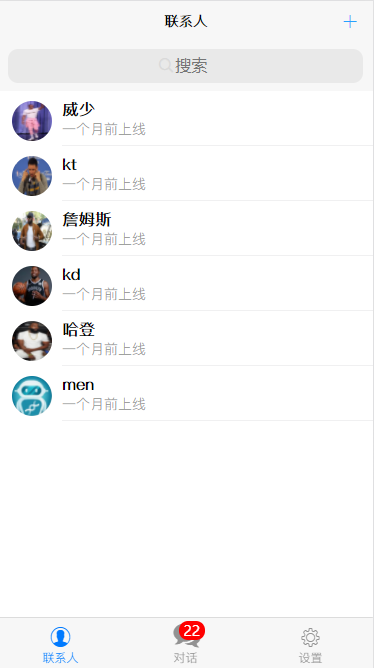 联系人
搜索
威少
一个月前上线
kt
一个月前上线
詹姆斯
一个月前上线
kd
一个月前上线
哈登
一个月前上线
men
一个月前上线
22
联系人
对话
设置